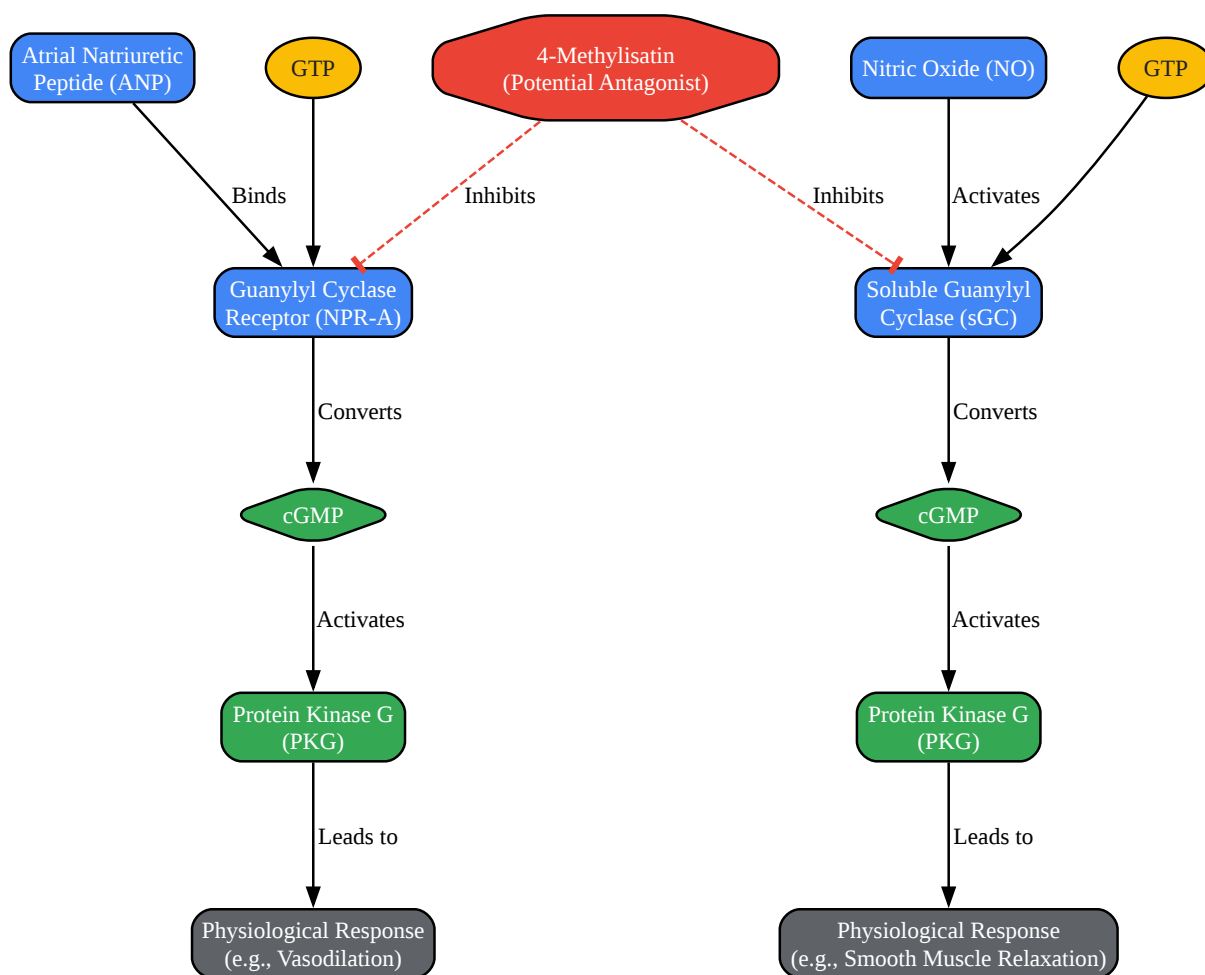 Atrial Natriuretic
Peptide (ANP)
GTP
4-Methylisatin
(Potential Antagonist)
Nitric Oxide (NO)
GTP
Binds
Inhibits
Inhibits
Activates
Guanylyl Cyclase
Receptor (NPR-A)
Soluble Guanylyl
Cyclase (sGC)
Converts
Converts
cGMP
cGMP
Activates
Activates
Protein Kinase G
(PKG)
Protein Kinase G
(PKG)
Leads to
Leads to
Physiological Response
(e.g., Vasodilation)
Physiological Response
(e.g., Smooth Muscle Relaxation)